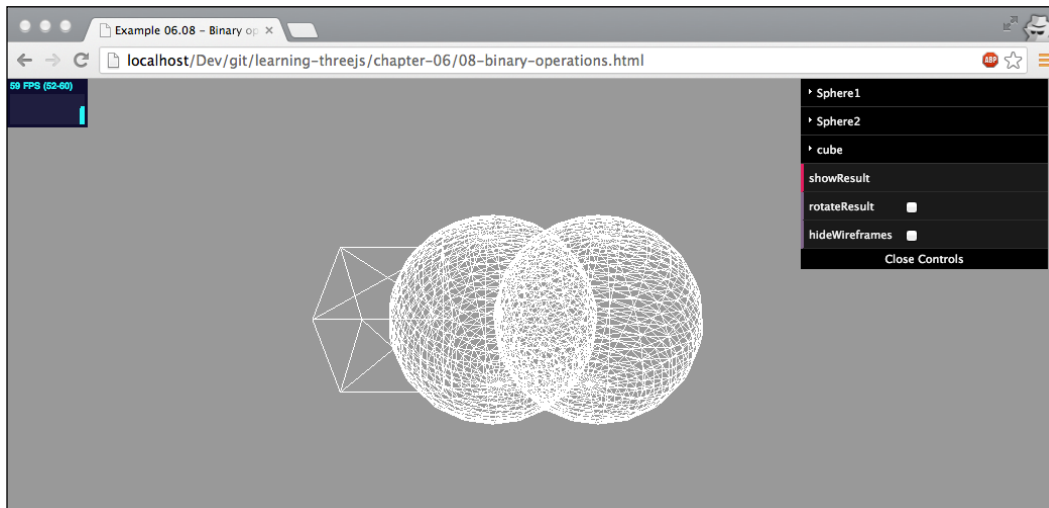 Example 06.08 – Binary op
localhost/Dev/git/learning-threejs/chapter-06/08-binary-operations.html
ABP
59 FPS (52-60)
Sphere1
Sphere2
cube
showResult
rotateResult
hideWireframes
Close Controls